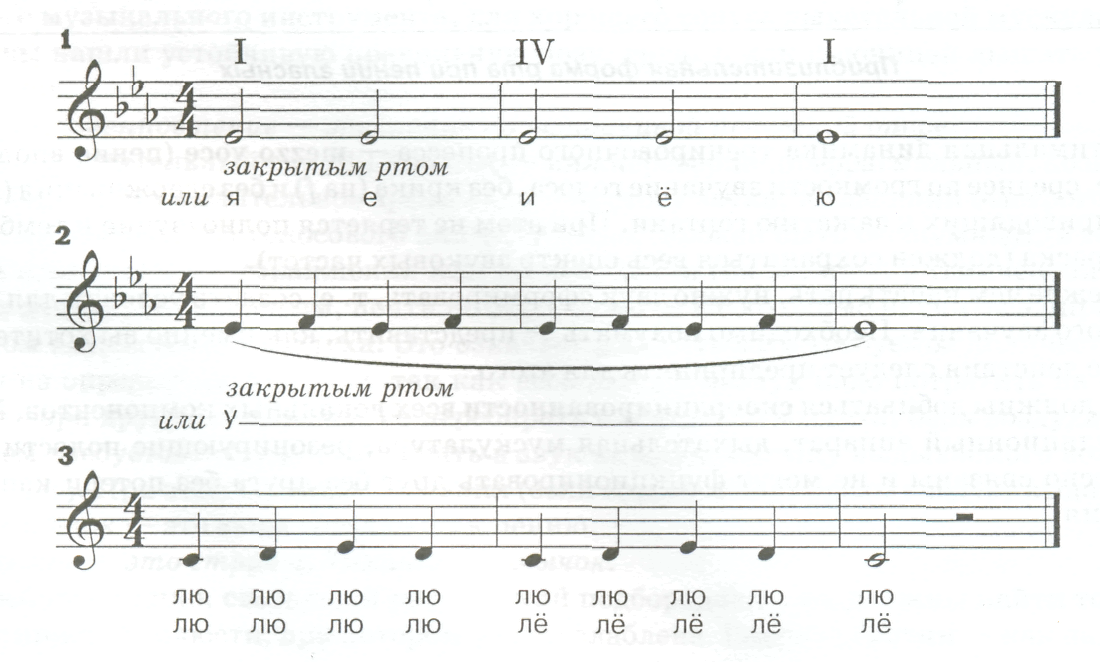 1
I IV I
закрытым ртом
или я е и ё ю
2
закрытым ртом
или у
3
лю лю лю лю лю лю лю лю лю
лю лю лю лю лё лё лё лё лё